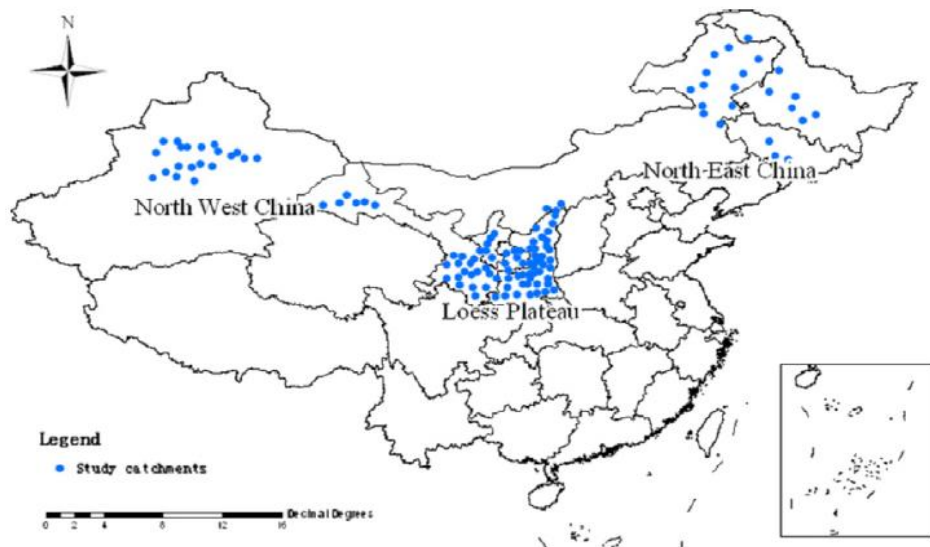 N
North-East China
North West China
Loess Plateau
Legend
Study catchments
Decimal Degrees
0 2 4 8 12 16